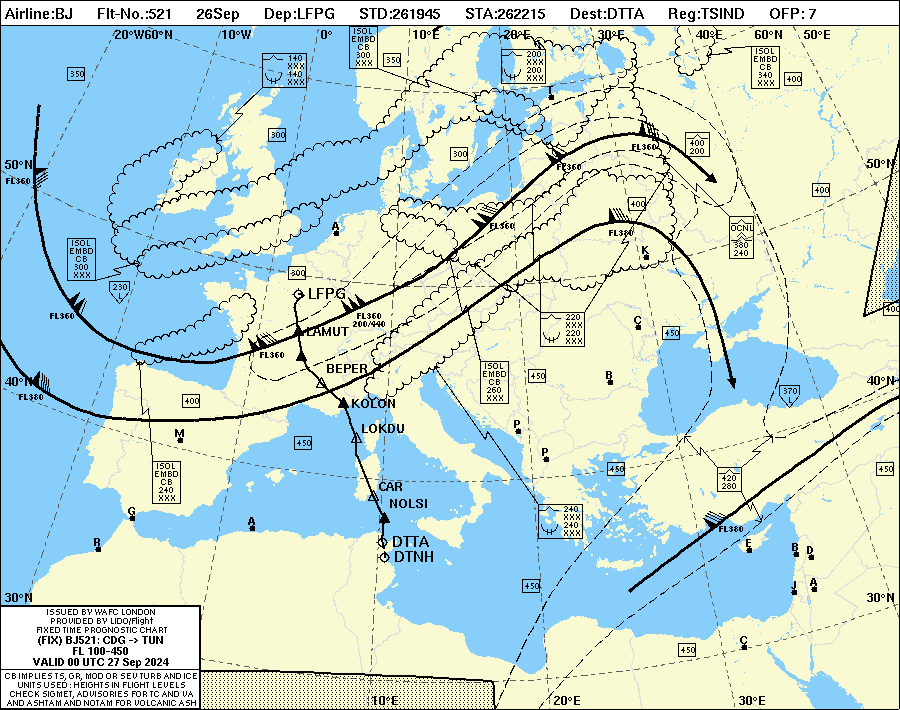 Airline:BJ Flt-No.:521 26Sep Dep:LFPG STD:261945 STA:262215 Dest:DTTA Reg:TSIND OFP: 7
20°W60°N 10°W 0° 10°E 20°E 30°E 40°E 60°N 50°E
ISOL
EMBD
CB
300
XXX
140
XXX
440
XXX
200
XXX
200
XXX
ISOL
EMBD
CB
340
XXX
350
350
400
T
300
300
400
200
50°N
50°N
FL360
FL360
FL360
400
400
A
FL360
FL380
OCNL
380
240
K
ISOL
EMBD
CB
300
XXX
230
L
300
LFPG
FL360
FL360
200/440
220
XXX
220
XXX
400
C
450
LAMUT
FL360
BEPER
40°N
40°N
FL380
ISOL
EMBD
CB
260
XXX
450
B
370
L
400
KOLON
M
450
LOKDU
P
P
450
450
ISOL
EMBD
CB
240
XXX
420
280
CAR
NOLSI
G
A
240
XXX
240
XXX
FL380
R
DTTA
DTNH
E
B
D
450
J
A
30°N
30°N
C
450
ISSUED BY WAFC LONDON
PROVIDED BY LIDO/Flight
FIXED TIME PROGNOSTIC CHART
(FIX) BJ521: CDG -> TUN
FL 100-450
VALID 00 UTC 27 Sep 2024
CB IMPLIES TS, GR, MOD OR SEV TURB AND ICE
UNITS USED : HEIGHTS IN FLIGHT LEVELS
CHECK SIGMET, ADVISORIES FOR TC AND VA
AND ASHTAM AND NOTAM FOR VOLCANIC ASH
10°E 20°E 30°E